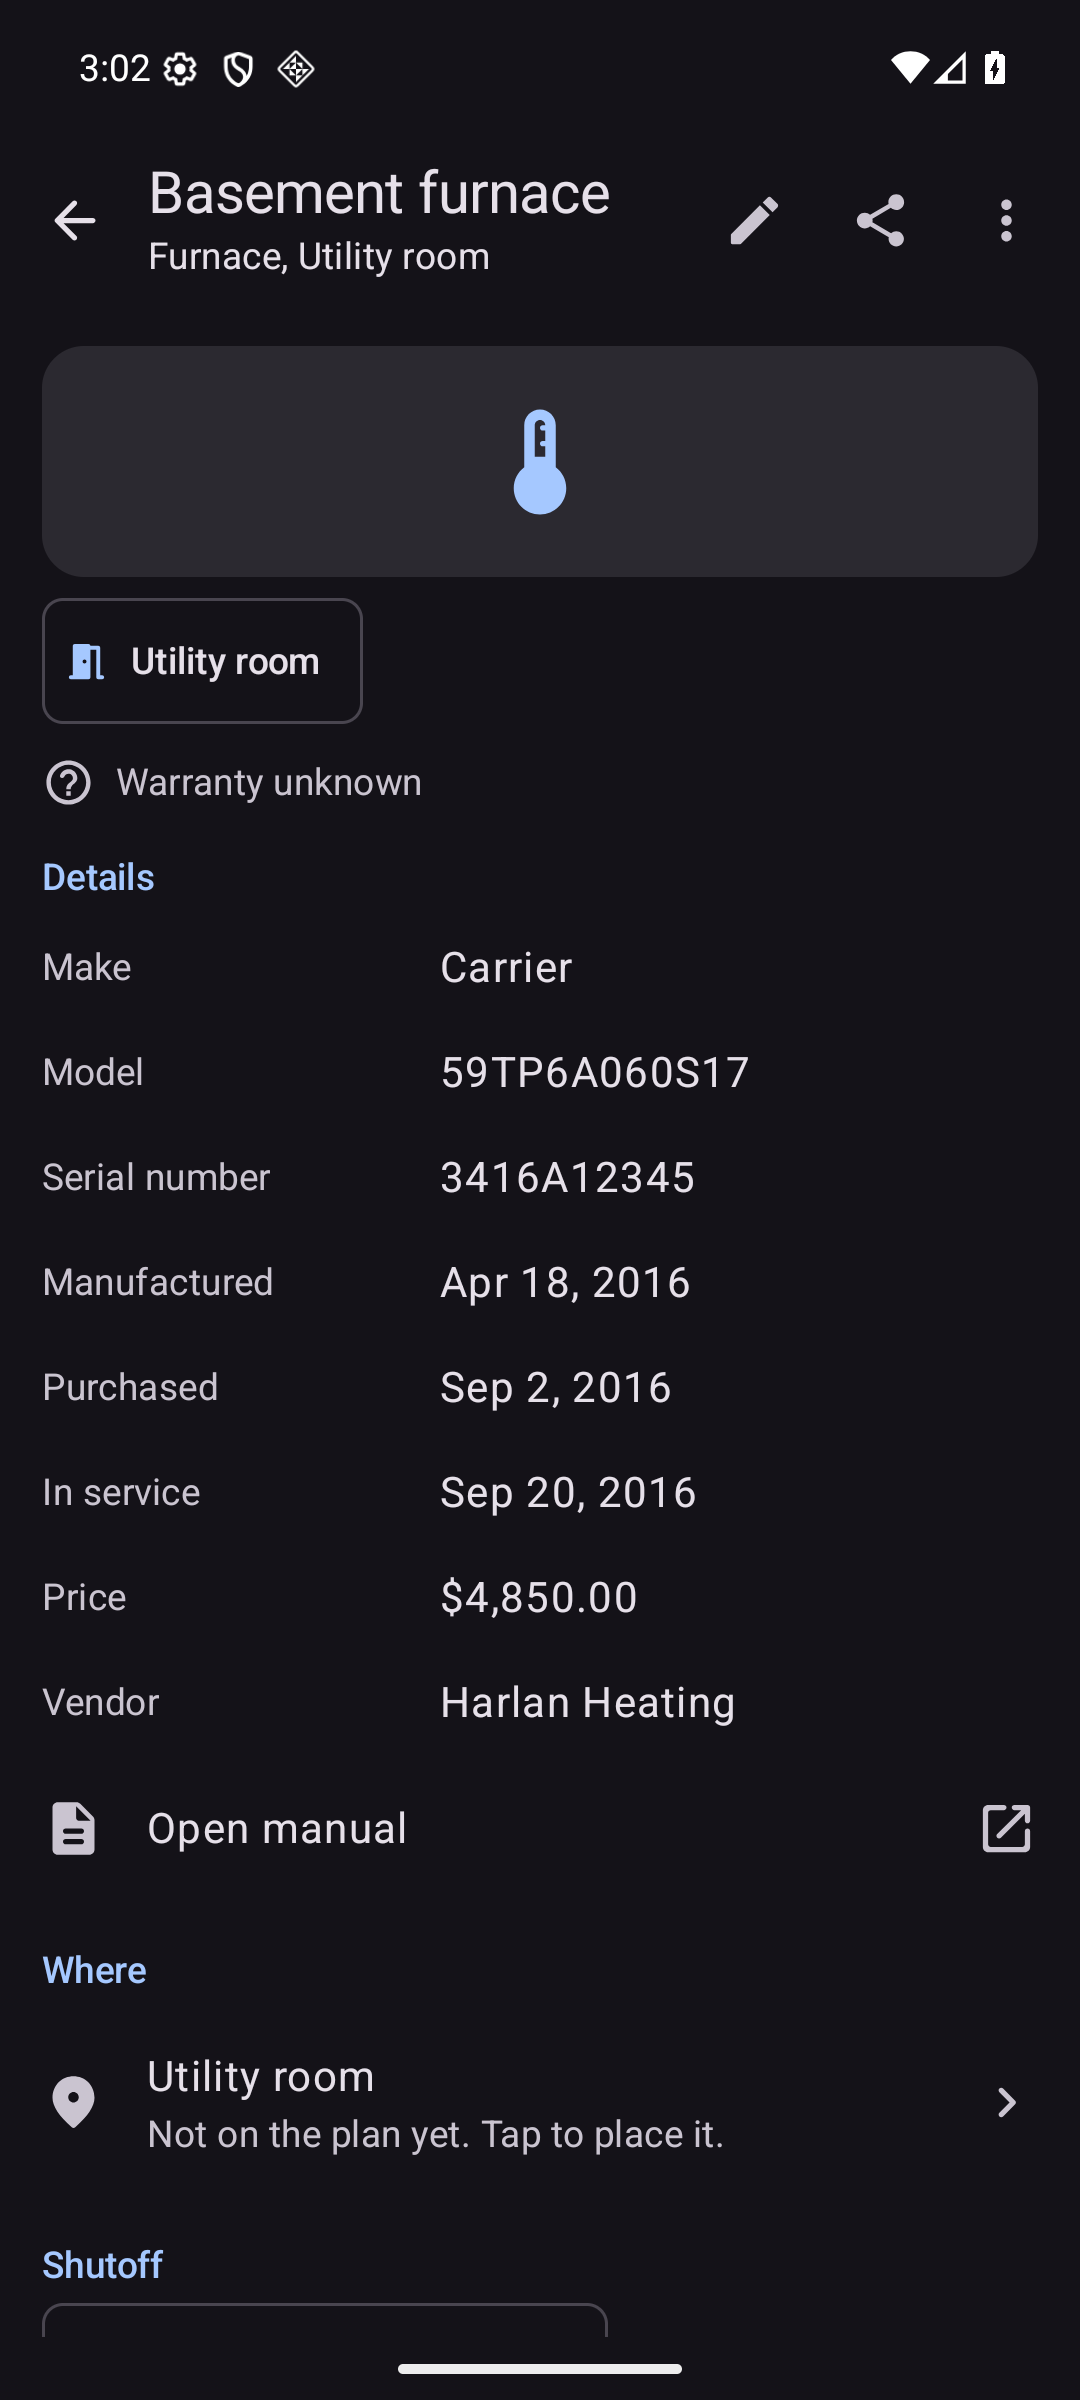 3:02
Basement furnace
Furnace, Utility room
Utility room
Warranty unknown
Details
Make Carrier
Model 59TP6A060S17
Serial number 3416A12345
Manufactured Apr 18, 2016
Purchased Sep 2, 2016
In service Sep 20, 2016
Price $4,850.00
Vendor Harlan Heating
Open manual
Where
Utility room
Not on the plan yet. Tap to place it.
Shutoff